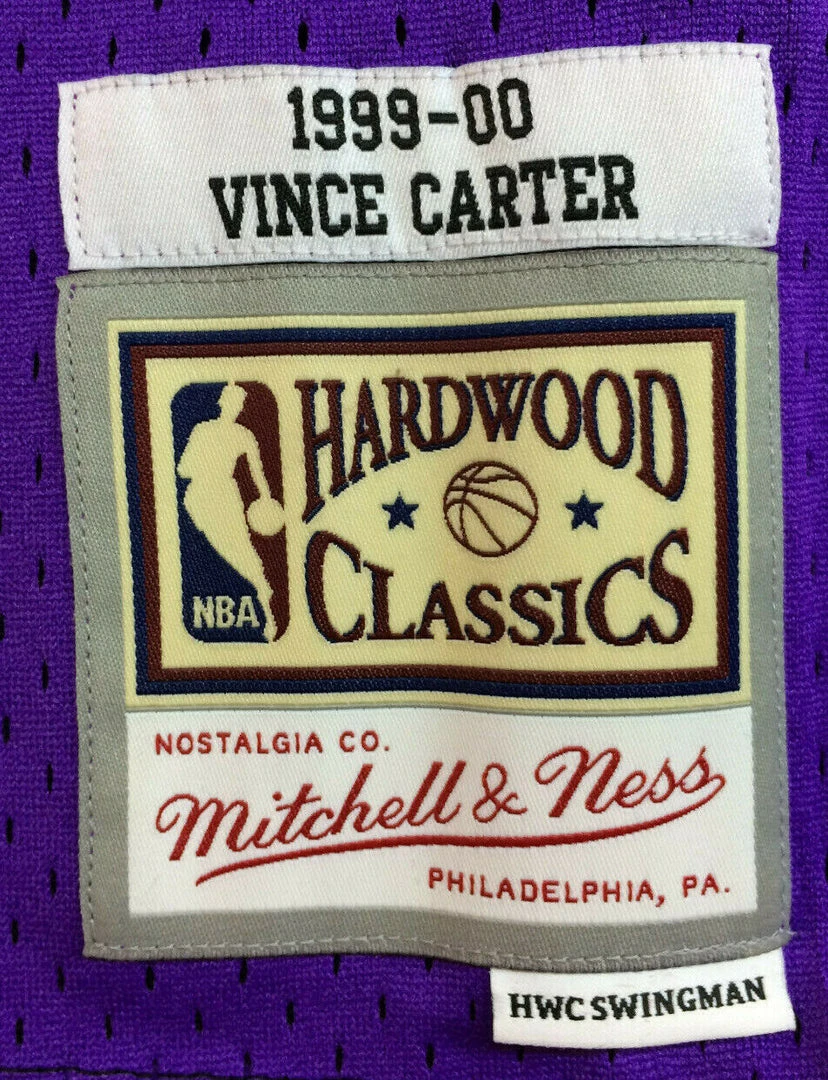 1999-00
VINCE CARTER
HARDWOOD
CLASSICS
NBA
NOSTALGIA CO.
Mitchell & Ness
PHILADELPHIA, PA.
HWC SWINGMAN